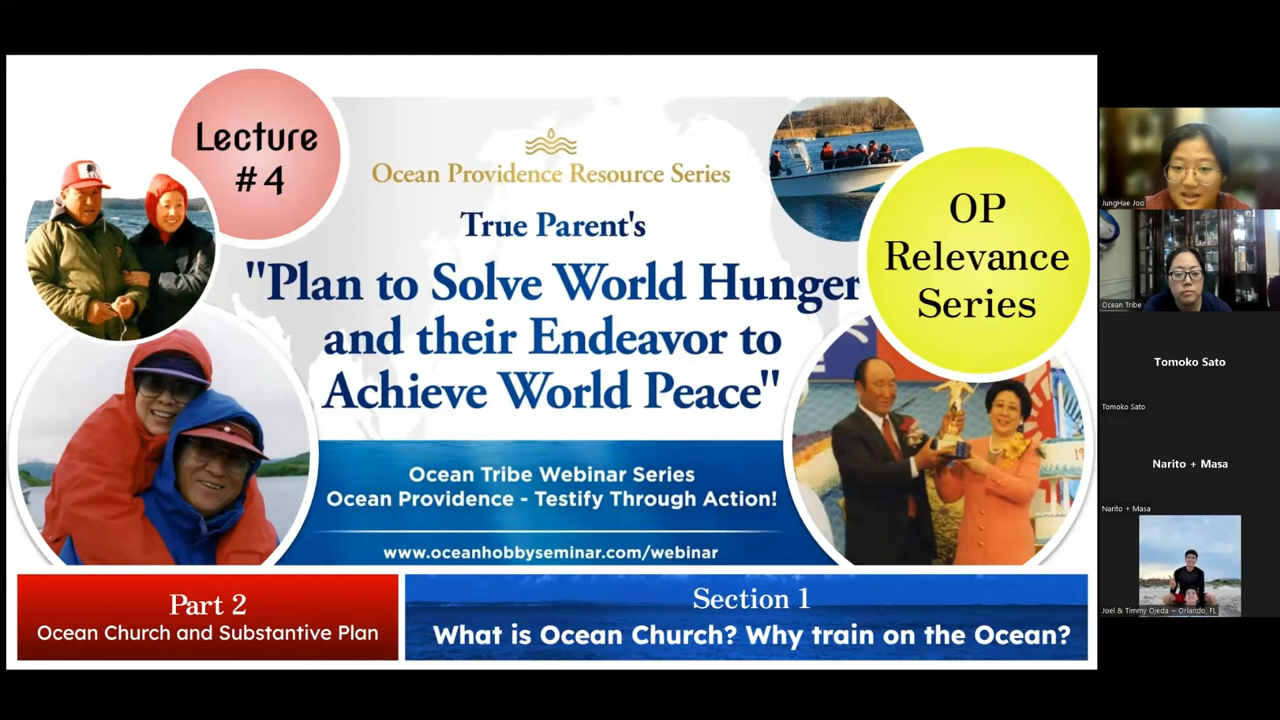 Lecture
# 4
Ocean Providence Resource Series
True Parent's
"Plan to Solve World Hunger
and their Endeavor to
Achieve World Peace"
OP
Relevance
Series
Ocean Tribe Webinar Series
Ocean Providence - Testify Through Action!
www.oceanhobbyseminar.com/webinar
Part 2
Ocean Church and Substantive Plan
Section 1
What is Ocean Church? Why train on the Ocean?
JungHae Joo
Ocean Tribe
Tomoko Sato
Tomoko Sato
Narito + Masa
Narito + Masa
Joel & Timmy Ojeda – Orlando, FL